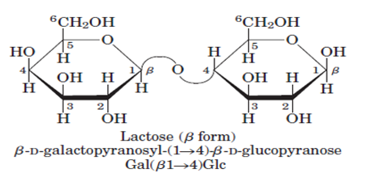 ⁶CH₂OH ⁶CH₂OH
HO 5 O H 5 O OH
H H
4 OH H 1 β O 4 OH H 1 β
H H H
3 2 3 2
H OH H OH
Lactose (β form)
β-D-galactopyranosyl-(1→4)-β-D-glucopyranose
Gal(β1→4)Glc